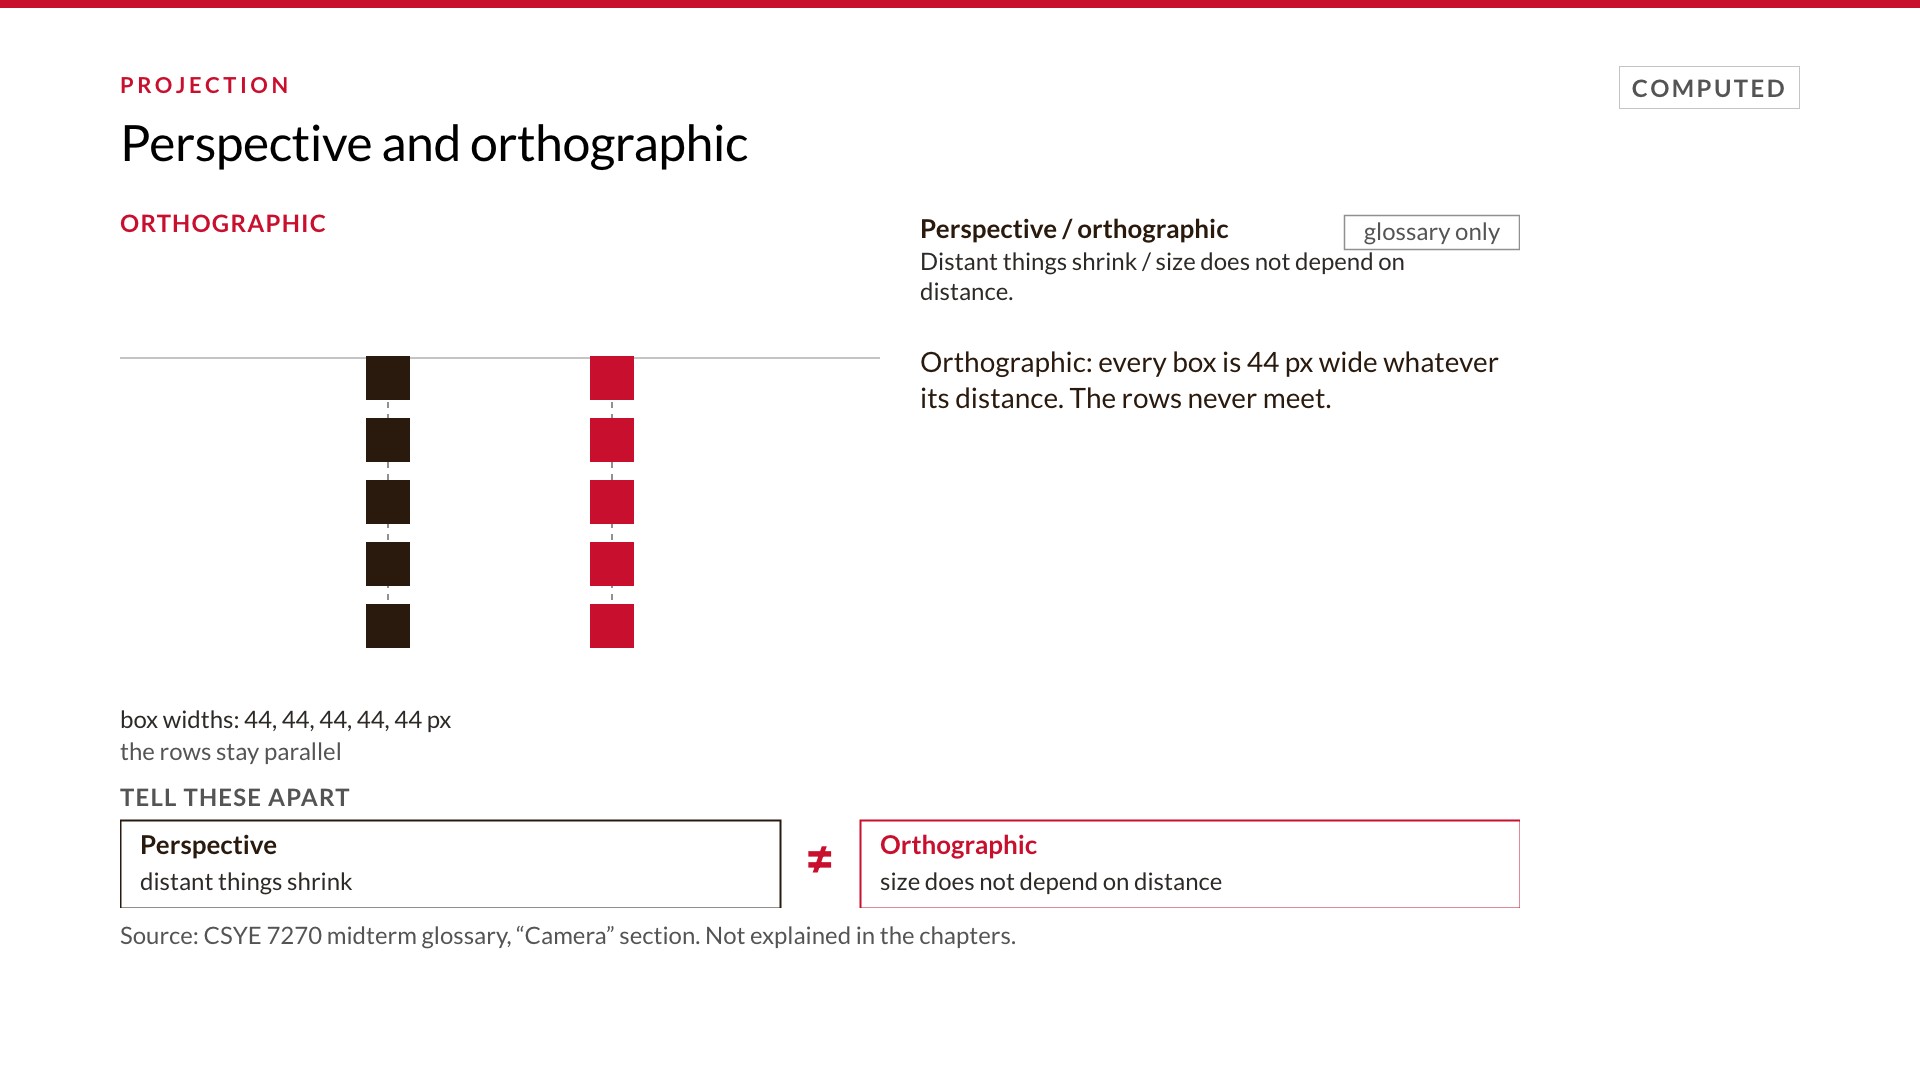 PROJECTION
COMPUTED
Perspective and orthographic
ORTHOGRAPHIC
Perspective / orthographic
glossary only
Distant things shrink / size does not depend on
distance.
Orthographic: every box is 44 px wide whatever
its distance. The rows never meet.
box widths: 44, 44, 44, 44, 44 px
the rows stay parallel
TELL THESE APART
Perspective
distant things shrink
≠
Orthographic
size does not depend on distance
Source: CSYE 7270 midterm glossary, “Camera” section. Not explained in the chapters.